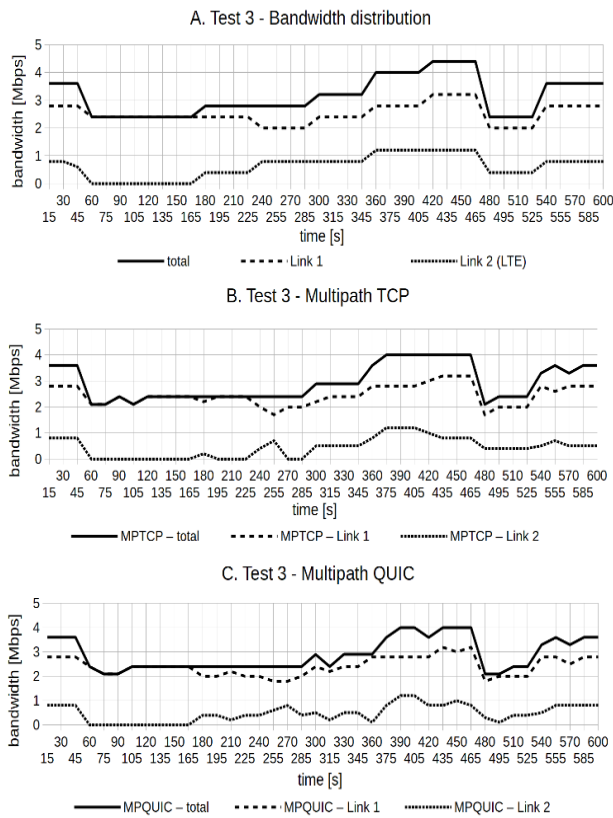 A. Test 3 - Bandwidth distribution
bandwidth [Mbps]
5
4
3
2
1
0
30 60 90 120 150 180 210 240 270 300 330 360 390 420 450 480 510 540 570 600
15 45 75 105 135 165 195 225 255 285 315 345 375 405 435 465 495 525 555 585
time [s]
total Link 1 Link 2 (LTE)
B. Test 3 - Multipath TCP
bandwidth [Mbps]
5
4
3
2
1
0
30 60 90 120 150 180 210 240 270 300 330 360 390 420 450 480 510 540 570 600
15 45 75 105 135 165 195 225 255 285 315 345 375 405 435 465 495 525 555 585
time [s]
MPTCP – total MPTCP – Link 1 MPTCP – Link 2
C. Test 3 - Multipath QUIC
bandwidth [Mbps]
5
4
3
2
1
0
30 60 90 120 150 180 210 240 270 300 330 360 390 420 450 480 510 540 570 600
15 45 75 105 135 165 195 225 255 285 315 345 375 405 435 465 495 525 555 585
time [s]
MPQUIC – total MPQUIC – Link 1 MPQUIC – Link 2